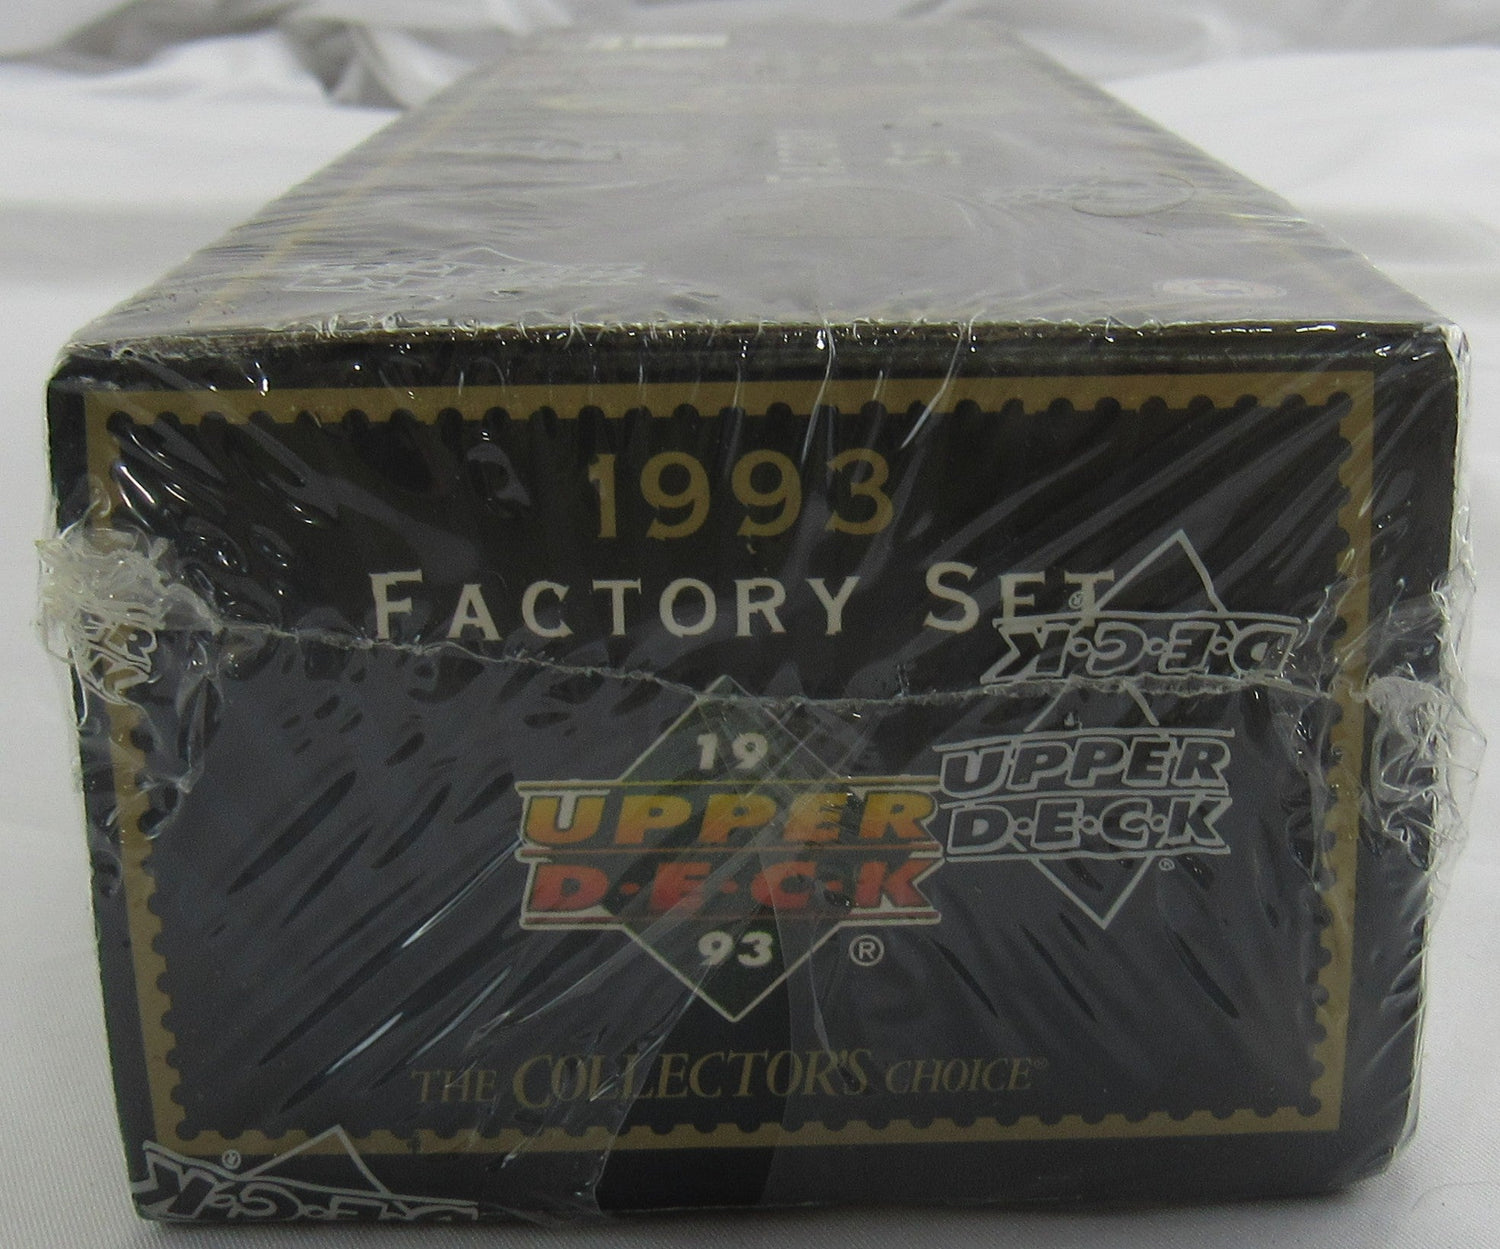 1993
FACTORY SET
D·E·C·K
19
UPPER
D·E·C·K
93 ®
UPPER
D·E·C·K
®
THE COLLECTOR'S CHOICE®
D·E·C·K